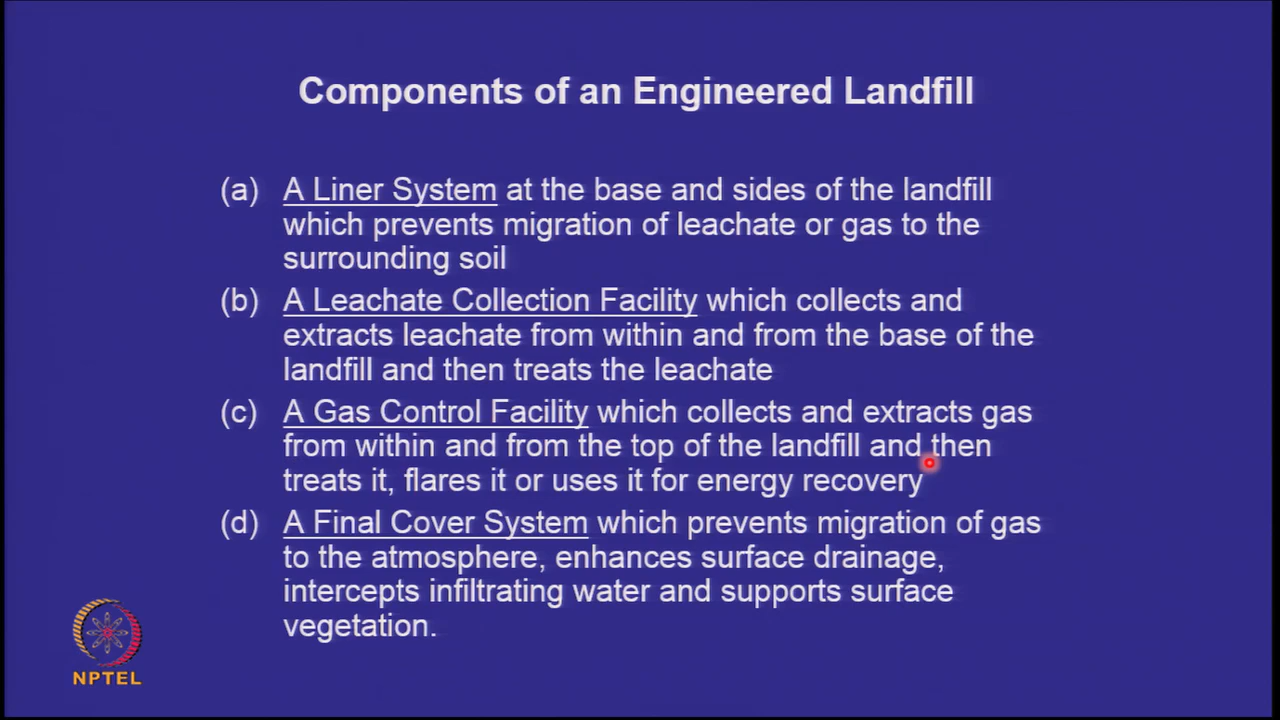 Components of an Engineered Landfill
(a) A Liner System at the base and sides of the landfill
which prevents migration of leachate or gas to the
surrounding soil
(b) A Leachate Collection Facility which collects and
extracts leachate from within and from the base of the
landfill and then treats the leachate
(c) A Gas Control Facility which collects and extracts gas
from within and from the top of the landfill and then
treats it, flares it or uses it for energy recovery
(d) A Final Cover System which prevents migration of gas
to the atmosphere, enhances surface drainage,
intercepts infiltrating water and supports surface
vegetation.
NPTEL